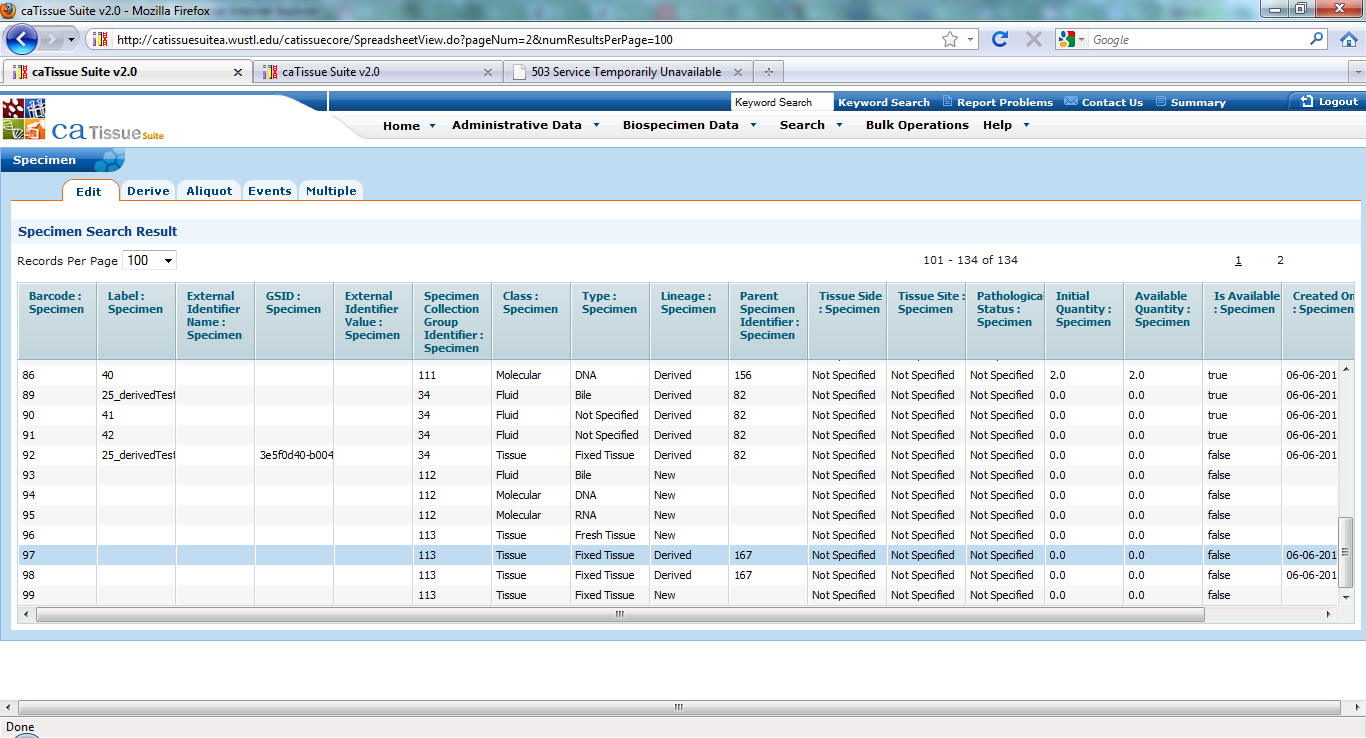 caTissue Suite v2.0 - Mozilla Firefox
http://catissuesuitea.wustl.edu/catissuecore/SpreadsheetView.do?pageNum=2&numResultsPerPage=100
Google
caTissue Suite v2.0
caTissue Suite v2.0
503 Service Temporarily Unavailable
Keyword Search
Keyword Search
Report Problems
Contact Us
Summary
Logout
ca Tissue Suite
Home
Administrative Data
Biospecimen Data
Search
Bulk Operations
Help
Specimen
Edit
Derive
Aliquot
Events
Multiple
Specimen Search Result
Records Per Page 100
101 - 134 of 134
1
2
Barcode : Specimen
Label : Specimen
External Identifier Name : Specimen
GSID : Specimen
External Identifier Value : Specimen
Specimen Collection Group Identifier : Specimen
Class : Specimen
Type : Specimen
Lineage : Specimen
Parent Specimen Identifier : Specimen
Tissue Side : Specimen
Tissue Site : Specimen
Pathologica Status : Specimen
Initial Quantity : Specimen
Available Quantity : Specimen
Is Available : Specimen
Created On : Specimen
86 40 111 Molecular DNA Derived 156 Not Specified Not Specified Not Specified 2.0 2.0 true 06-06-201
89 25_derivedTest 34 Fluid Bile Derived 82 Not Specified Not Specified Not Specified 0.0 0.0 true 06-06-201
90 41 34 Fluid Not Specified Derived 82 Not Specified Not Specified Not Specified 0.0 0.0 true 06-06-201
91 42 34 Fluid Not Specified Derived 82 Not Specified Not Specified Not Specified 0.0 0.0 true 06-06-201
92 25_derivedTest 3e5f0d40-b004 34 Tissue Fixed Tissue Derived 82 Not Specified Not Specified Not Specified 0.0 0.0 false 06-06-201
93 112 Fluid Bile New Not Specified Not Specified Not Specified 0.0 0.0 false
94 112 Molecular DNA New Not Specified Not Specified Not Specified 0.0 0.0 false
95 112 Molecular RNA New Not Specified Not Specified Not Specified 0.0 0.0 false
96 113 Tissue Fresh Tissue New Not Specified Not Specified Not Specified 0.0 0.0 false
97 113 Tissue Fixed Tissue Derived 167 Not Specified Not Specified Not Specified 0.0 0.0 false 06-06-201
98 113 Tissue Fixed Tissue Derived 167 Not Specified Not Specified Not Specified 0.0 0.0 false 06-06-201
99 113 Tissue Fixed Tissue New Not Specified Not Specified Not Specified 0.0 0.0 false
Done